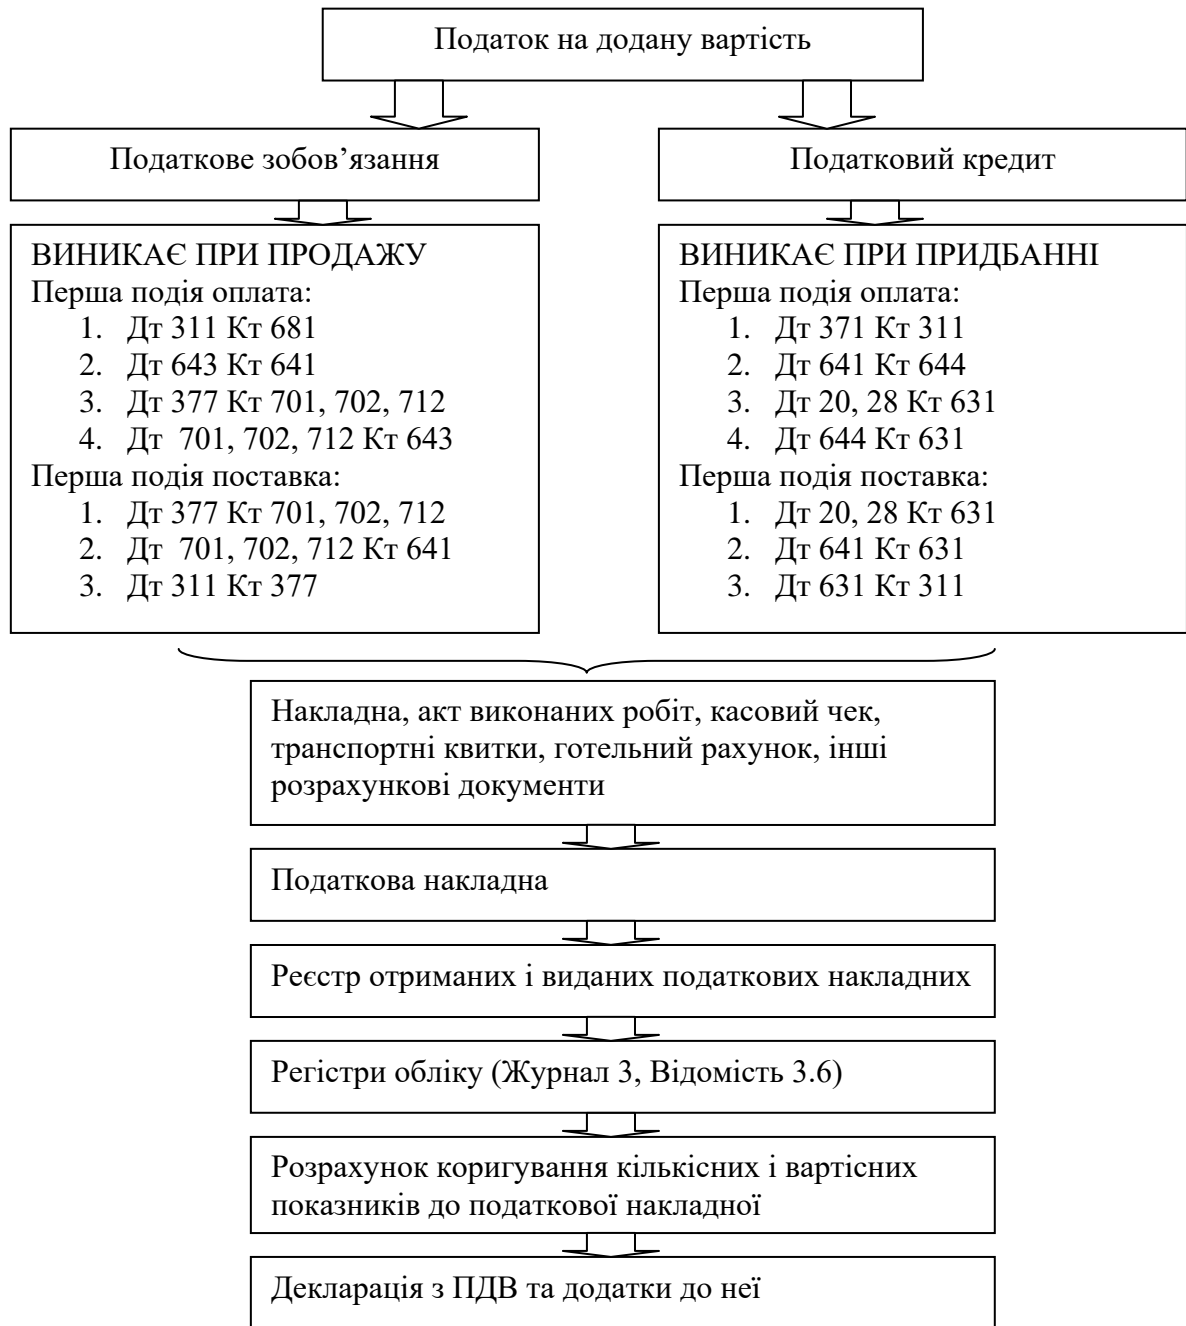 Податок на додану вартість
Податкове зобов’язання
Податковий кредит
ВИНИКАЄ ПРИ ПРОДАЖУ
Перша подія оплата:
1. Дт 311 Кт 681
2. Дт 643 Кт 641
3. Дт 377 Кт 701, 702, 712
4. Дт 701, 702, 712 Кт 643
Перша подія поставка:
1. Дт 377 Кт 701, 702, 712
2. Дт 701, 702, 712 Кт 641
3. Дт 311 Кт 377
ВИНИКАЄ ПРИ ПРИДБАННІ
Перша подія оплата:
1. Дт 371 Кт 311
2. Дт 641 Кт 644
3. Дт 20, 28 Кт 631
4. Дт 644 Кт 631
Перша подія поставка:
1. Дт 20, 28 Кт 631
2. Дт 641 Кт 631
3. Дт 631 Кт 311
Накладна, акт виконаних робіт, касовий чек,
транспортні квитки, готельний рахунок, інші
розрахункові документи
Податкова накладна
Реєстр отриманих і виданих податкових накладних
Регістри обліку (Журнал 3, Відомість 3.6)
Розрахунок коригування кількісних і вартісних
показників до податкової накладної
Декларація з ПДВ та додатки до неї